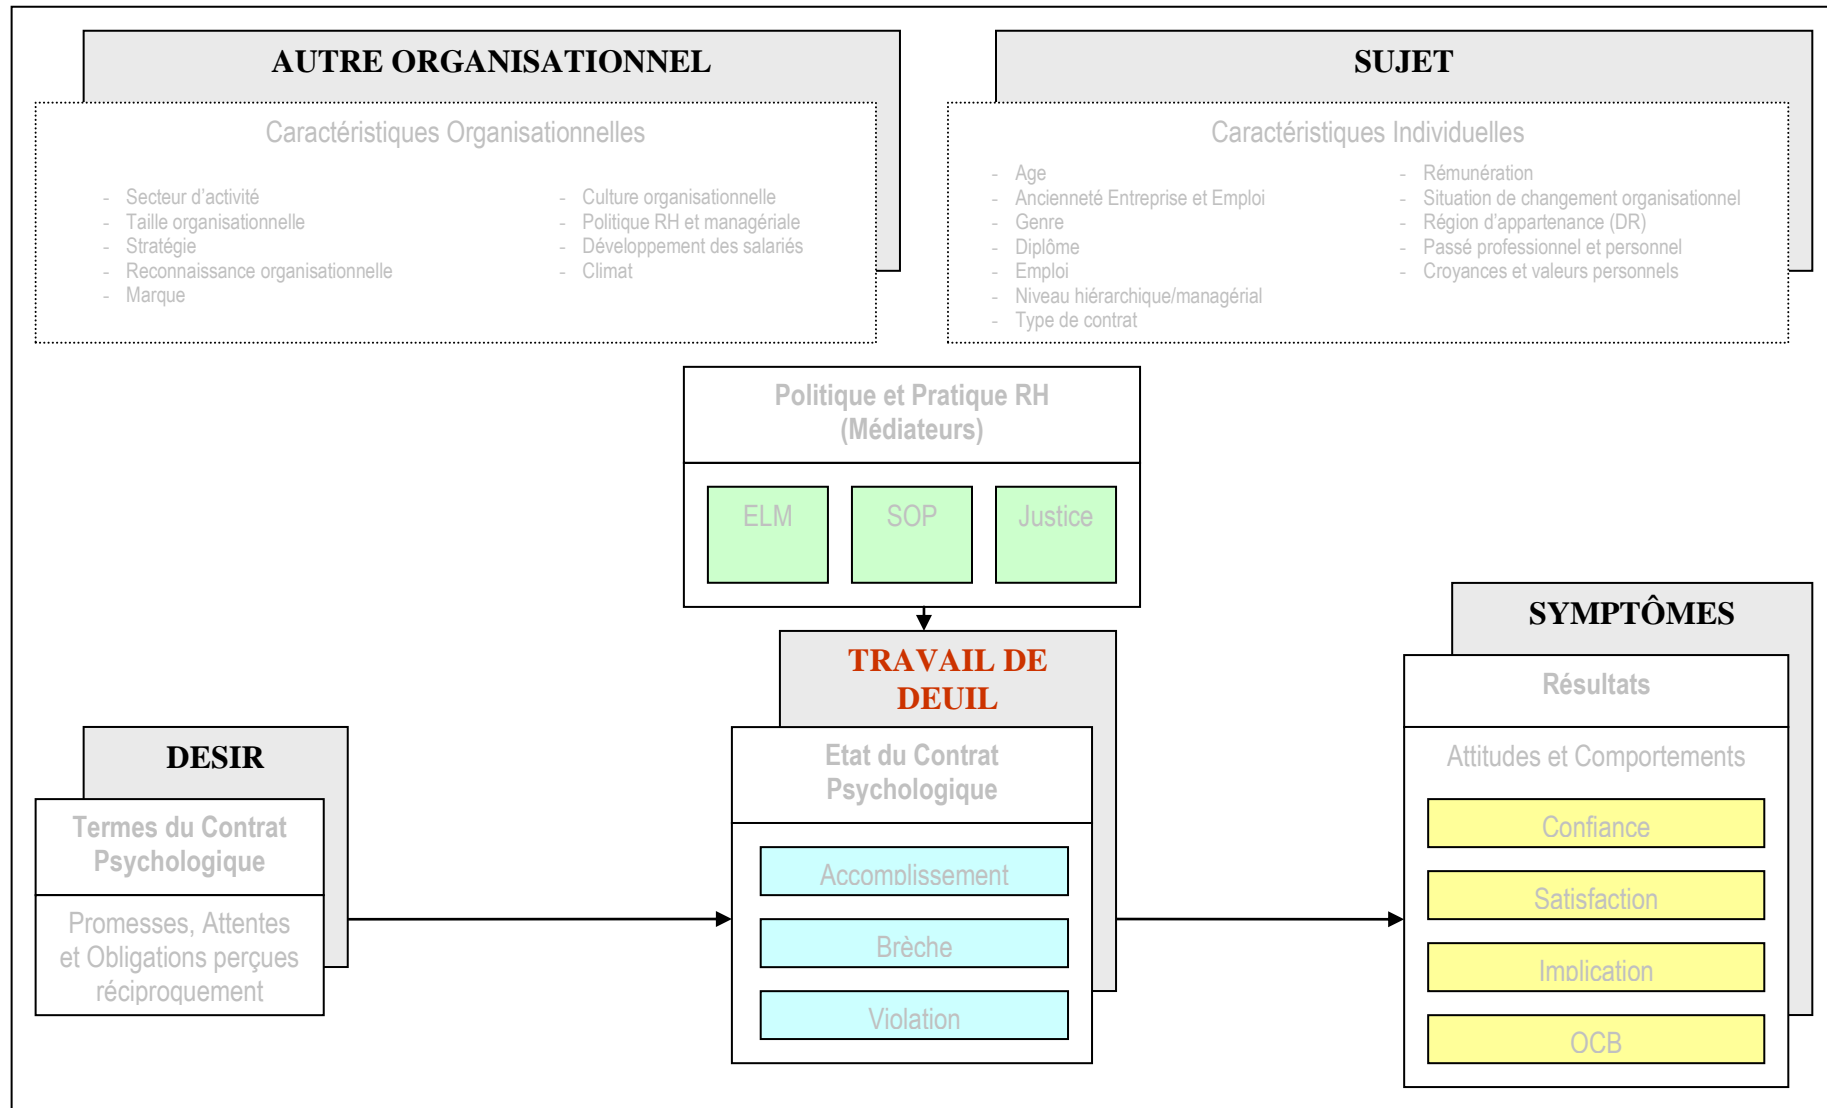 AUTRE ORGANISATIONNEL
Caractéristiques Organisationnelles
- Secteur d'activité
- Taille organisationnelle
- Stratégie
- Reconnaissance organisationnelle
- Marque
- Culture organisationnelle
- Politique RH et managériale
- Développement des salariés
- Climat
SUJET
Caractéristiques Individuelles
- Age
- Ancienneté Entreprise et Emploi
- Genre
- Diplôme
- Emploi
- Niveau hiérarchique/managérial
- Type de contrat
- Rémunération
- Situation de changement organisationnel
- Région d'appartenance (DR)
- Passé professionnel et personnel
- Croyances et valeurs personnels
Politique et Pratique RH
(Médiateurs)
ELM
SOP
Justice
DESIR
Termes du Contrat
Psychologique
Promesses, Attentes
et Obligations perçues
réciproquement
TRAVAIL DE
DEUIL
Etat du Contrat
Psychologique
Accomplissement
Brèche
Violation
SYMPTÔMES
Résultats
Attitudes et Comportements
Confiance
Satisfaction
Implication
OCB